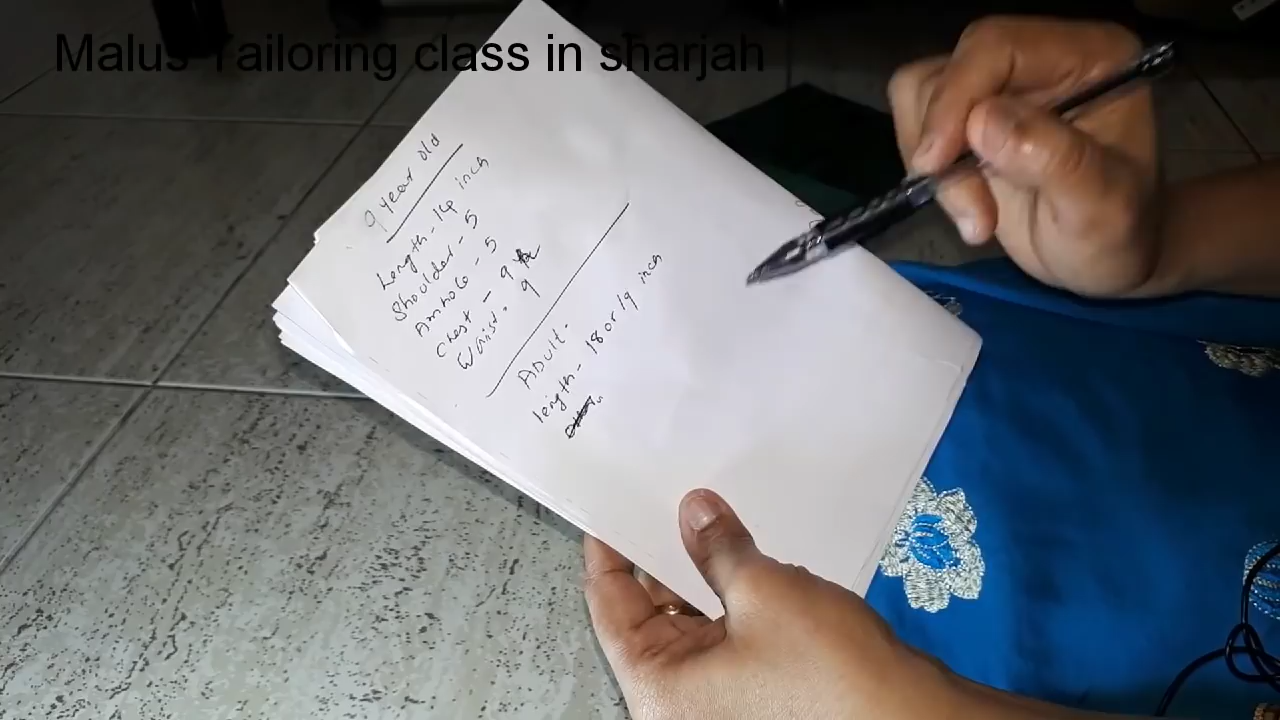 Malus Tailoring class in sharjah
9 year old
Length - 14 inch
Shoulder - 5
Amhole - 5
Chest - 9
Waist - 9
ADult -
length - 18 or 19 inch